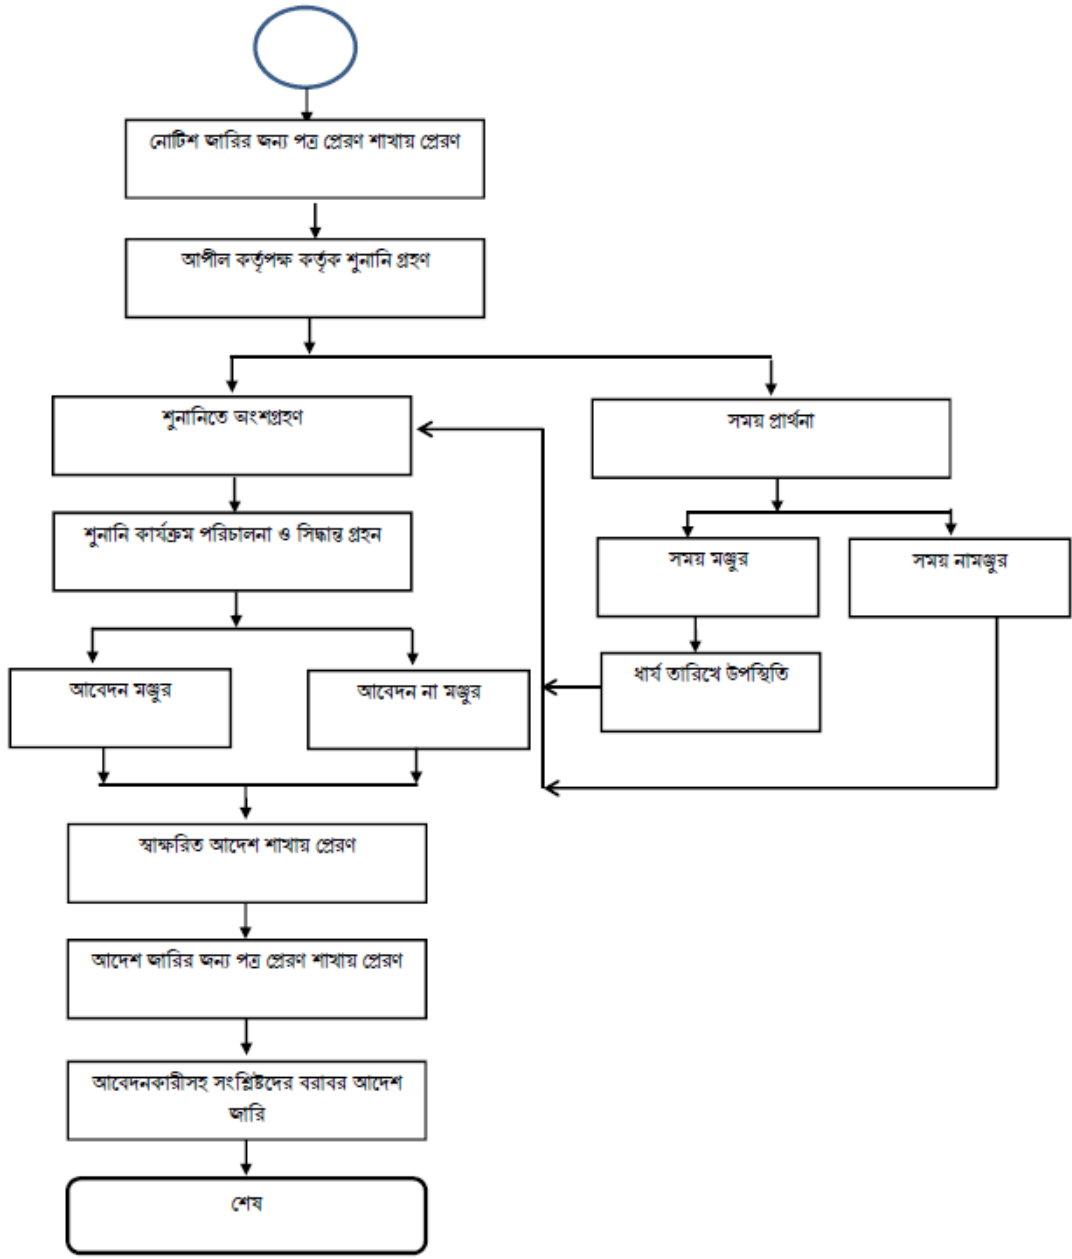 নোটিশ জারির জন্য পত্র প্রেরণ শাখায় প্রেরণ
আপীল কর্তৃপক্ষ কর্তৃক শুনানি গ্রহণ
শুনানিতে অংশগ্রহণ
সময় প্রার্থনা
শুনানি কার্যক্রম পরিচালনা ও সিদ্ধান্ত গ্রহন
সময় মঞ্জুর
সময় নামঞ্জুর
আবেদন মঞ্জুর
আবেদন না মঞ্জুর
ধার্য তারিখে উপস্থিতি
স্বাক্ষরিত আদেশ শাখায় প্রেরণ
আদেশ জারির জন্য পত্র প্রেরণ শাখায় প্রেরণ
আবেদনকারীসহ সংশ্লিষ্টদের বরাবর আদেশ
জারি
শেষ